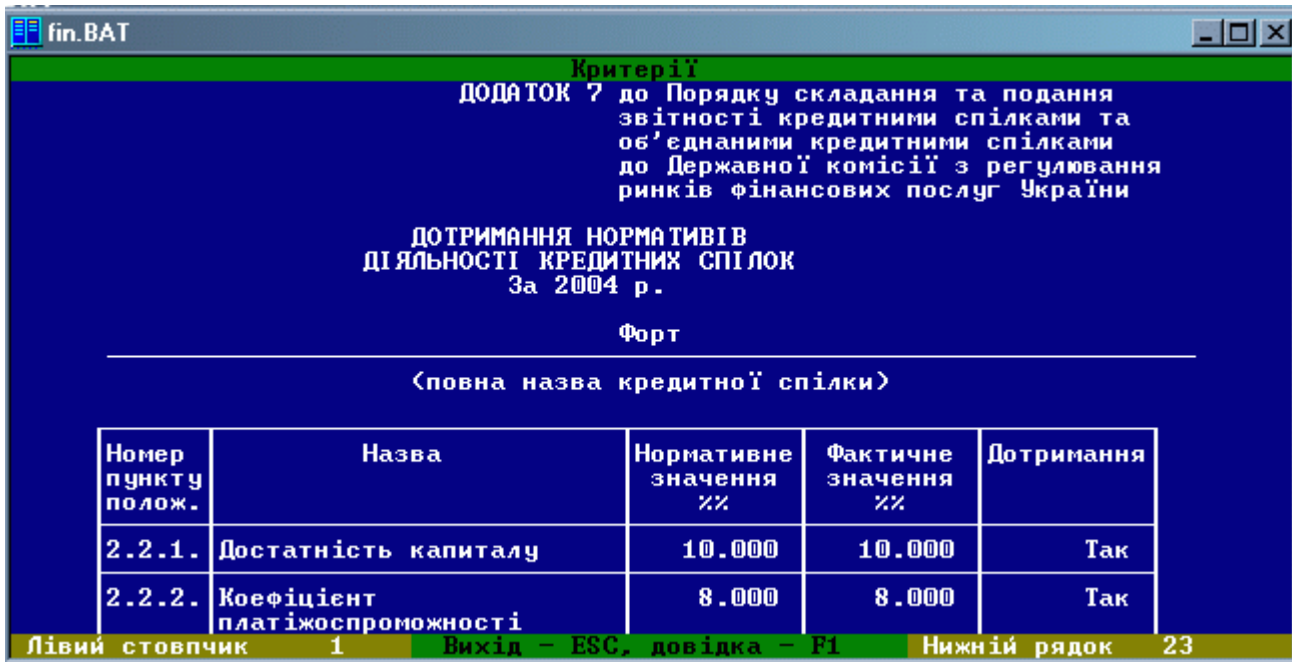 fin.BAT
Критерії
ДОДАТОК 7 до Порядку складання та подання
звітності кредитними спілками та
об'єднаними кредитними спілками
до Державної комісії з регулювання
ринків фінансових послуг України
ДОТРИМАННЯ НОРМАТИВІВ
ДІЯЛЬНОСТІ КРЕДИТНИХ СПІЛОК
За 2004 р.
Форт
(повна назва кредитної спілки)
Номер Назва Нормативне Фактичне Дотримання
пункту значення значення
полож. %% %%
2.2.1. Достатність капиталу 10.000 10.000 Так
2.2.2. Коефіцієнт 8.000 8.000 Так
платіжоспроможності
Лівий стовпчик 1 Вихід - ESC, довідка - F1 Нижній рядок 23